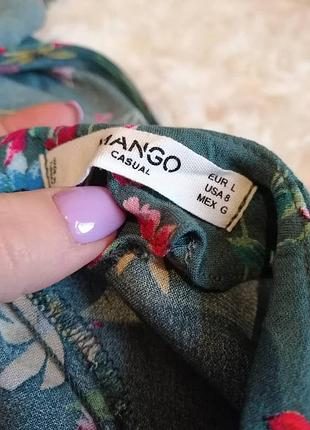 MANGO
CASUAL
EUR L
USA 8
MEX G